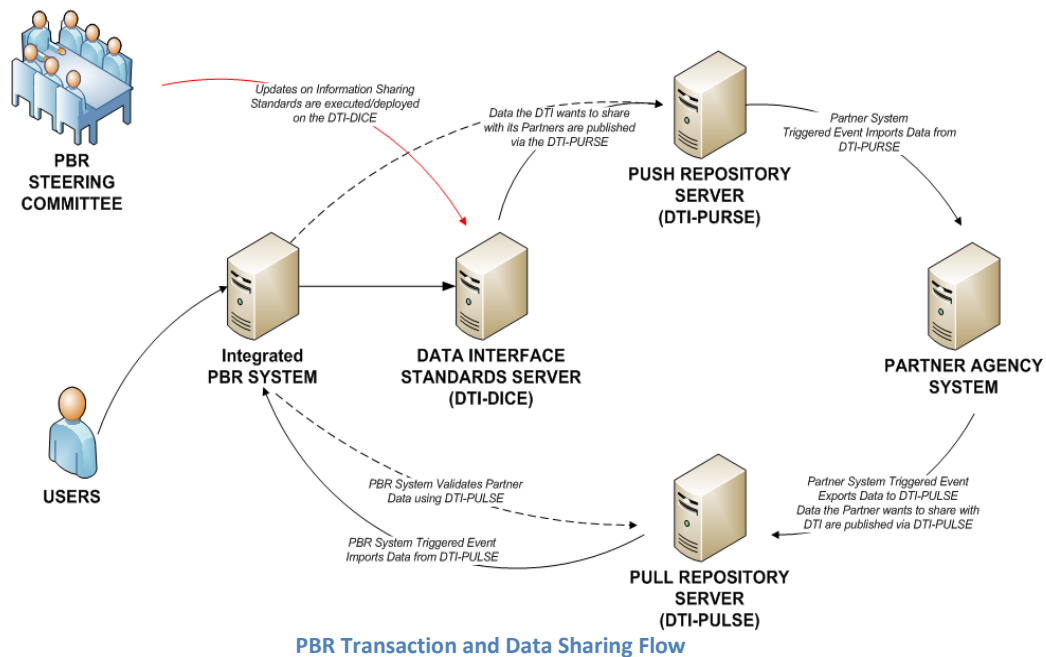 PBR
STEERING
COMMITTEE
Updates on Information Sharing
Standards are executed/deployed
on the DTI-DICE
Data the DTI wants to share
with its Partners are published
via the DTI-PURSE
PUSH REPOSITORY
SERVER
(DTI-PURSE)
Partner System
Triggered Event Imports Data from
DTI-PURSE
Integrated
PBR SYSTEM
DATA INTERFACE
STANDARDS SERVER
(DTI-DICE)
PARTNER AGENCY
SYSTEM
USERS
PBR System Validates Partner
Data using DTI-PULSE
PBR System Triggered Event
Imports Data from DTI-PULSE
Partner System Triggered Event
Exports Data to DTI-PULSE
Data the Partner wants to share with
DTI are published via DTI-PULSE
PULL REPOSITORY
SERVER
(DTI-PULSE)
PBR Transaction and Data Sharing Flow